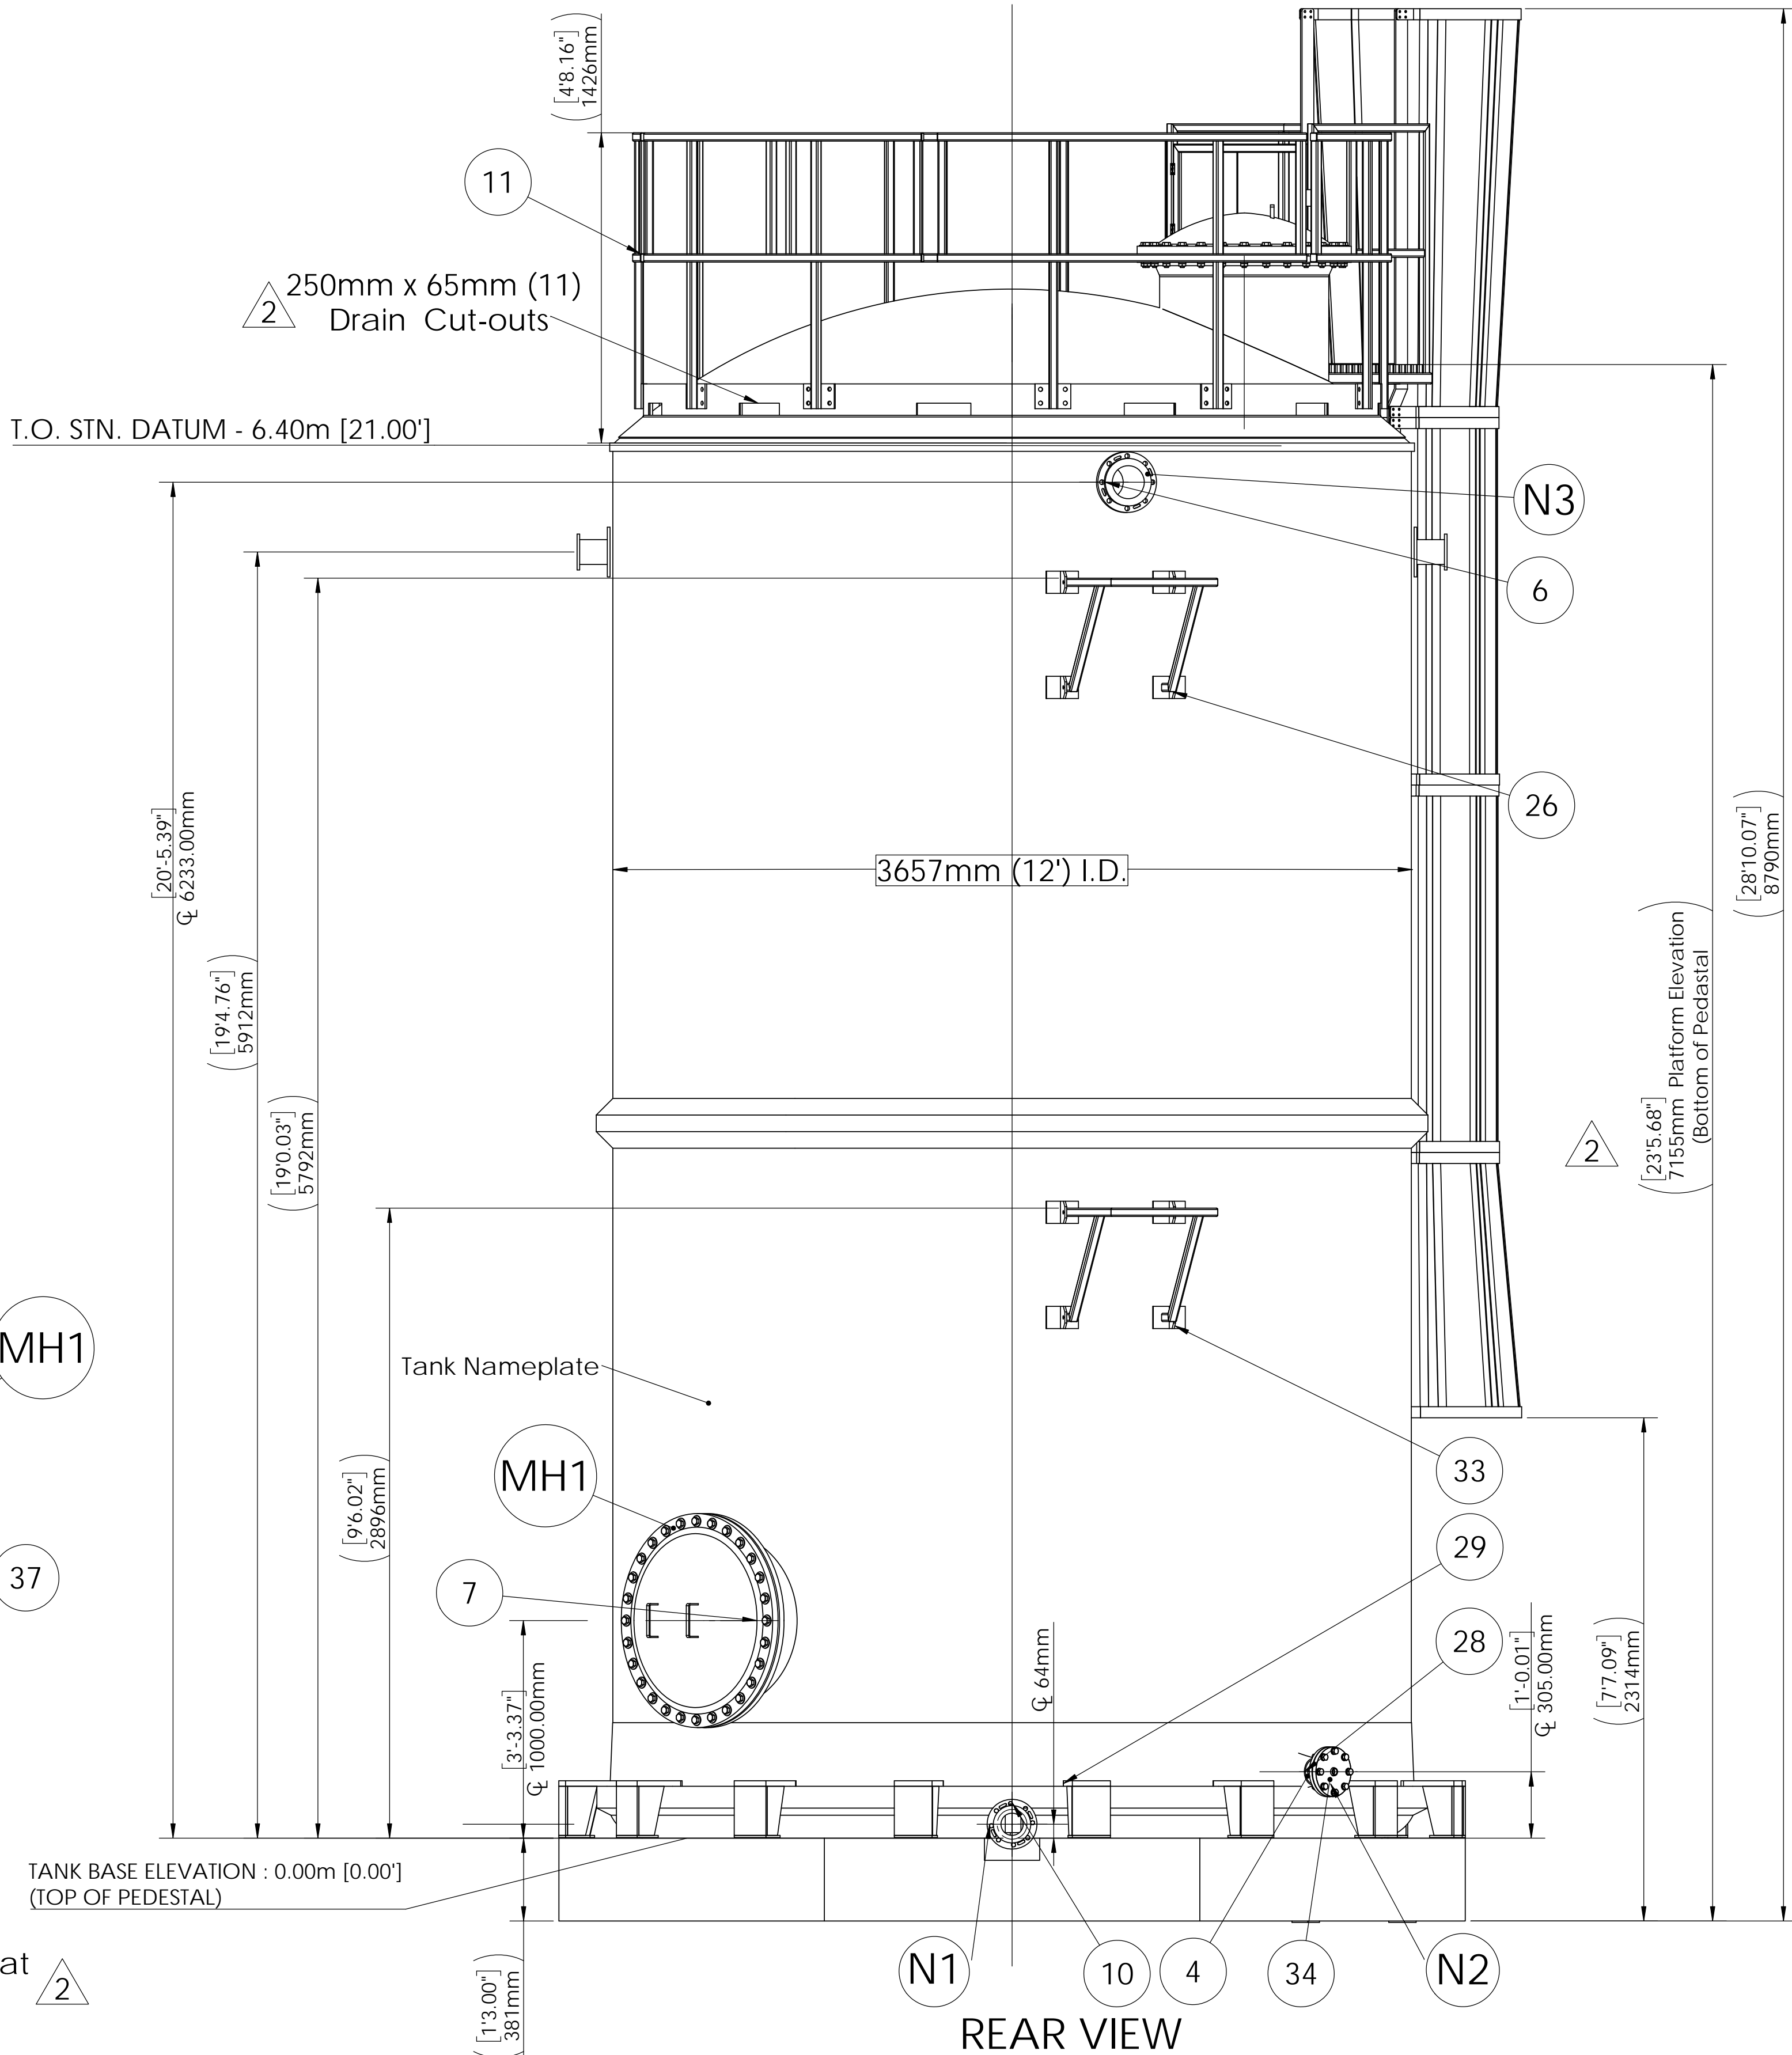 [4'8.16"]
1426mm
11
2
250mm x 65mm (11)
Drain Cut-outs
T.O. STN. DATUM - 6.40m [21.00']
N3
6
26
[20'-5.39"]
℄ 6233.00mm
3657mm (12') I.D.
[28'10.07"]
8790mm
[19'4.76"]
5912mm
[23'5.68"]
7155mm Platform Elevation
(Bottom of Pedastal
2
[19'0.03"]
5792mm
MH1
Tank Nameplate
[9'6.02"]
2896mm
MH1
33
37
7
29
28
[3'-3.37"]
℄ 1000.00mm
℄ 64mm
[1'-0.01"]
℄ 305.00mm
[7'7.09"]
2314mm
TANK BASE ELEVATION : 0.00m [0.00']
(TOP OF PEDESTAL)
at
2
[1'3.00"]
381mm
N1
10
4
34
N2
REAR VIEW